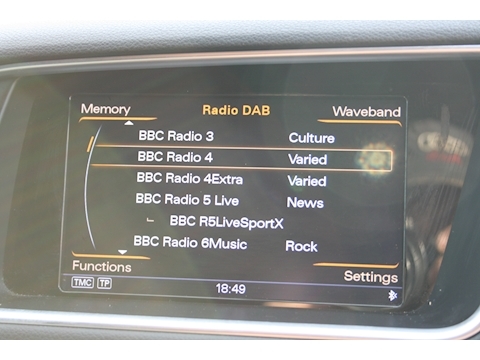 Memory Radio DAB Waveband
BBC Radio 3 Culture
BBC Radio 4 Varied
BBC Radio 4Extra Varied
BBC Radio 5 Live News
BBC R5LiveSportX
BBC Radio 6Music Rock
Functions Settings
TMC TP 18:49